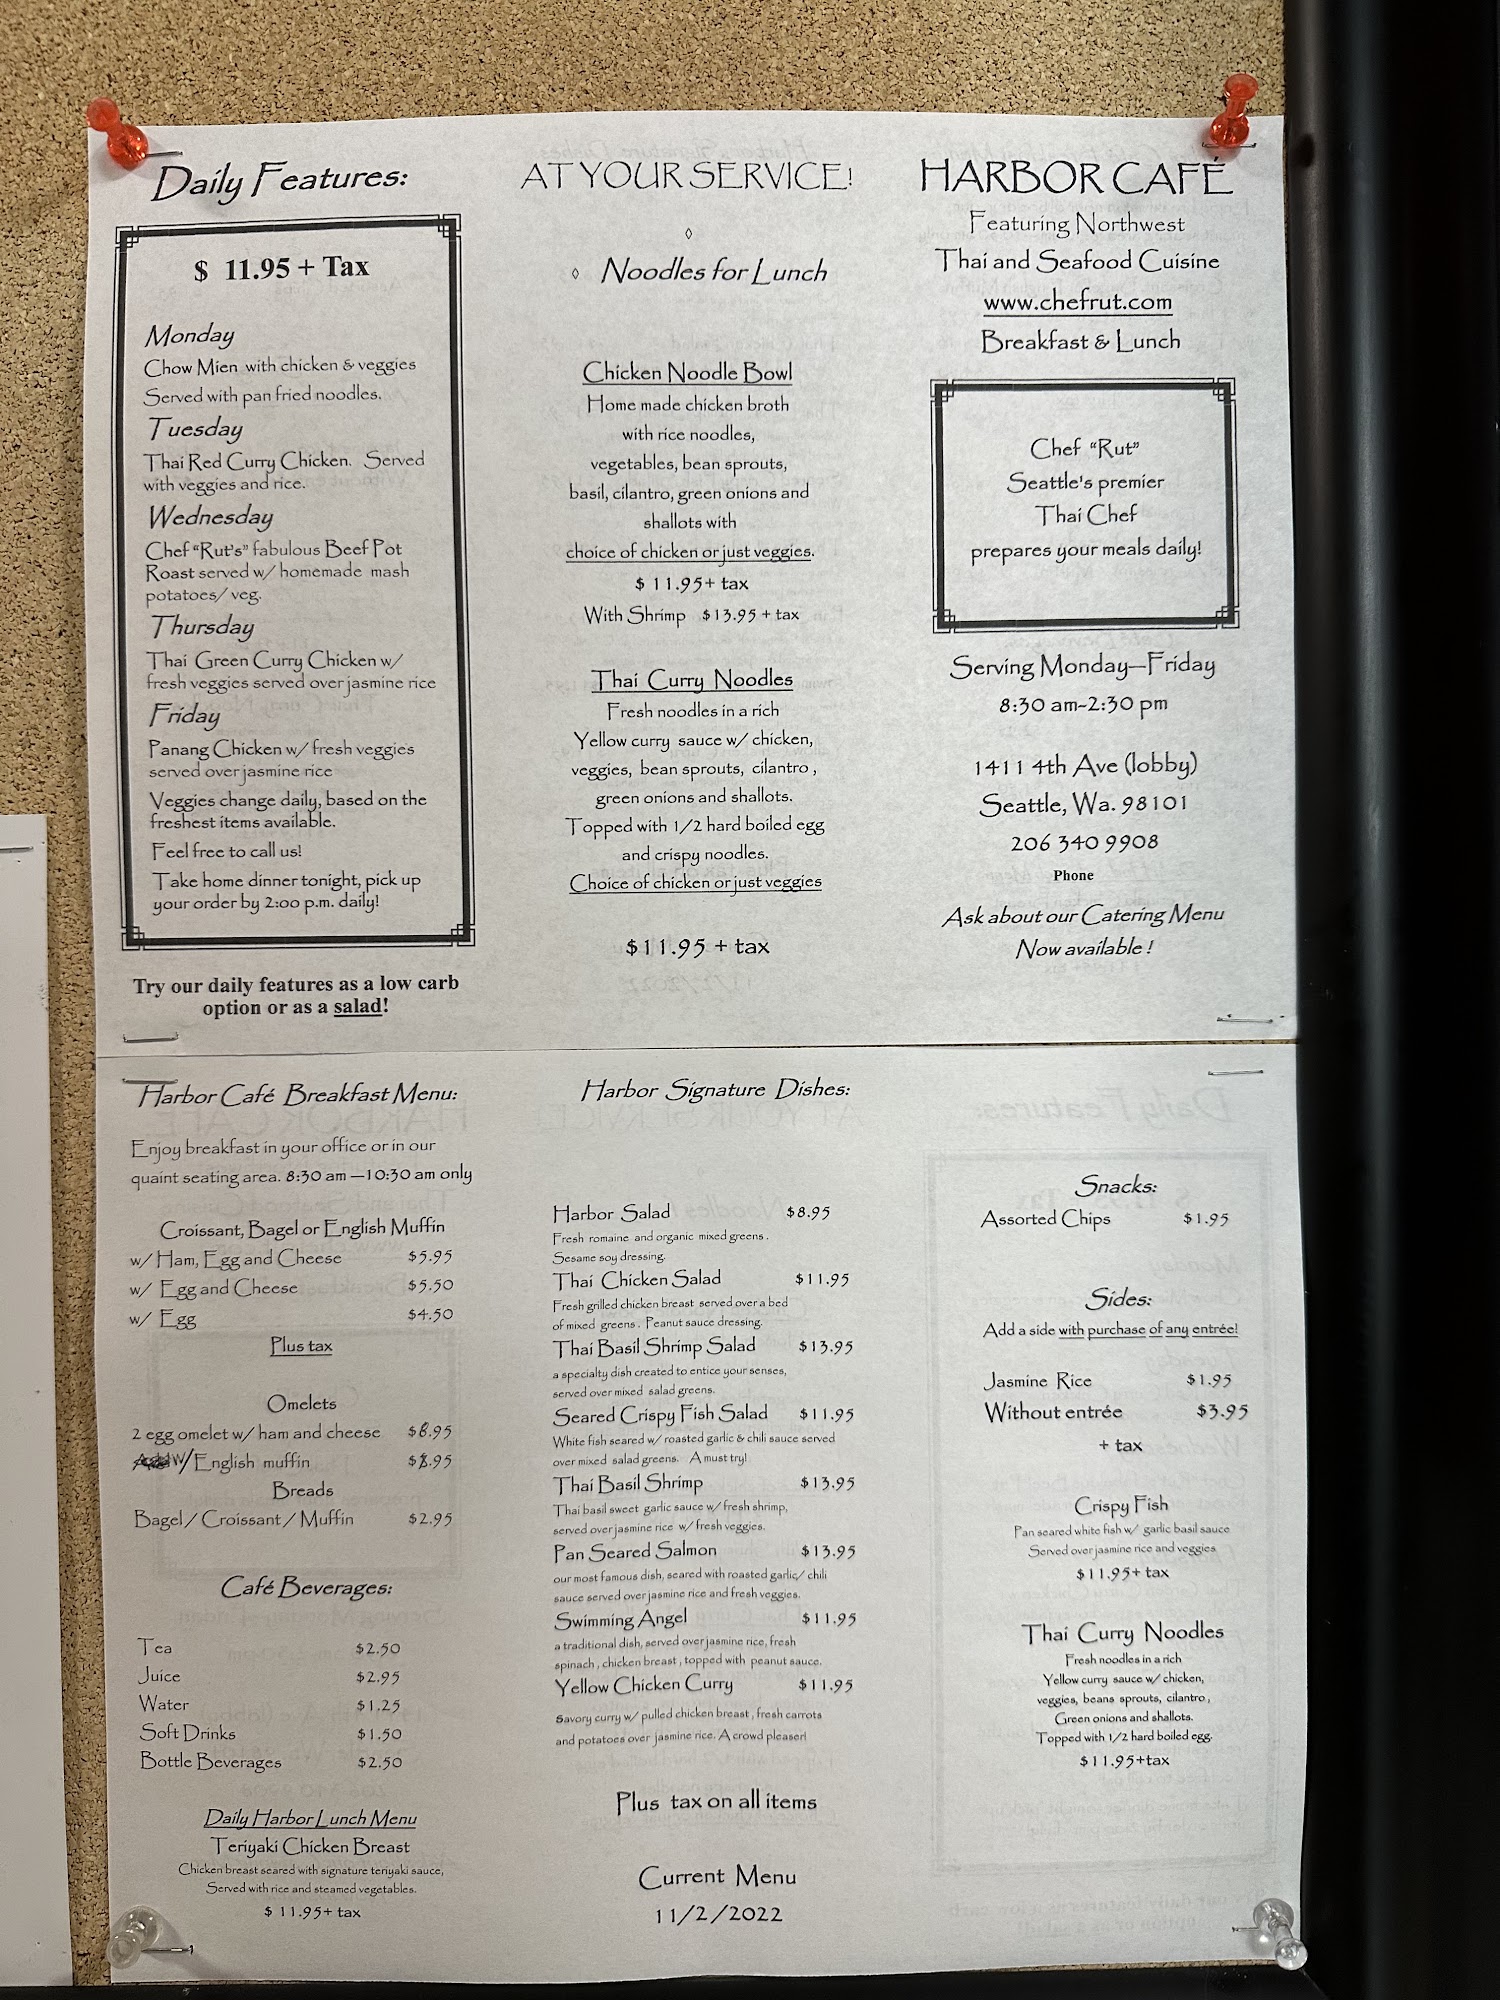 Daily Features:
$ 11.95 + Tax
Monday
Chow Mien with chicken & veggies
Served with pan fried noodles.
Tuesday
Thai Red Curry Chicken. Served
with veggies and rice.
Wednesday
Chef “Rut's” fabulous Beef Pot
Roast served w/ homemade mash
potatoes/ veg.
Thursday
Thai Green Curry Chicken w/
fresh veggies served over jasmine rice
Friday
Panang Chicken w/ fresh veggies
served over jasmine rice
Veggies change daily, based on the
freshest items available.
Feel free to call us!
Take home dinner tonight, pick up
your order by 2:00 p.m. daily!
Try our daily features as a low carb
option or as a salad!
AT YOUR SERVICE!
◊
◊ Noodles for Lunch
Chicken Noodle Bowl
Home made chicken broth
with rice noodles,
vegetables, bean sprouts,
basil, cilantro, green onions and
shallots with
choice of chicken or just veggies.
$ 11.95+ tax
With Shrimp $13.95 + tax
Thai Curry Noodles
Fresh noodles in a rich
Yellow curry sauce w/ chicken,
veggies, bean sprouts, cilantro ,
green onions and shallots.
Topped with 1/2 hard boiled egg
and crispy noodles.
Choice of chicken or just veggies
$11.95 + tax
HARBOR CAFÉ
Featuring Northwest
Thai and Seafood Cuisine
www.chefrut.com
Breakfast & Lunch
Chef “Rut”
Seattle's premier
Thai Chef
prepares your meals daily!
Serving Monday—Friday
8:30 am-2:30 pm
1411 4th Ave (lobby)
Seattle, Wa. 98101
206 340 9908
Phone
Ask about our Catering Menu
Now available !
Harbor Café Breakfast Menu:
Enjoy breakfast in your office or in our
quaint seating area. 8:30 am —10:30 am only
Croissant, Bagel or English Muffin
w/ Ham, Egg and Cheese $5.95
w/ Egg and Cheese $5.50
w/ Egg $4.50
Plus tax
Omelets
2 egg omelet w/ ham and cheese
W/ English muffin
Breads
Bagel / Croissant / Muffin $2.95
Café Beverages:
Tea $2.50
Juice $2.95
Water $1.25
Soft Drinks $1.50
Bottle Beverages $2.50
Daily Harbor Lunch Menu
Teriyaki Chicken Breast
Chicken breast seared with signature teriyaki sauce,
Served with rice and steamed vegetables.
$ 11.95+ tax
Harbor Signature Dishes:
Harbor Salad $8.95
Fresh romaine and organic mixed greens .
Sesame soy dressing.
Thai Chicken Salad $11.95
Fresh grilled chicken breast served over a bed
of mixed greens . Peanut sauce dressing.
Thai Basil Shrimp Salad $13.95
a specialty dish created to entice your senses,
served over mixed salad greens.
Seared Crispy Fish Salad $11.95
White fish seared w/ roasted garlic & chili sauce served
over mixed salad greens. A must try!
Thai Basil Shrimp $13.95
Thai basil sweet garlic sauce w/ fresh shrimp,
served over jasmine rice w/ fresh veggies.
Pan Seared Salmon $13.95
our most famous dish, seared with roasted garlic/ chili
sauce served over jasmine rice and fresh veggies.
Swimming Angel $11.95
a traditional dish, served over jasmine rice, fresh
spinach , chicken breast , topped with peanut sauce.
Yellow Chicken Curry $11.95
Savory curry w/ pulled chicken breast , fresh carrots
and potatoes over jasmine rice. A crowd pleaser!
Plus tax on all items
Current Menu
11/2/2022
Snacks:
Assorted Chips $1.95
Sides:
Add a side with purchase of any entrée!
Jasmine Rice $1.95
Without entrée $3.95
+ tax
Crispy Fish
Pan seared white fish w/ garlic basil sauce
Served over jasmine rice and veggies
$11.95+ tax
Thai Curry Noodles
Fresh noodles in a rich
Yellow curry sauce w/ chicken,
veggies, beans sprouts, cilantro ,
Green onions and shallots.
Topped with 1/2 hard boiled egg.
$11.95+tax